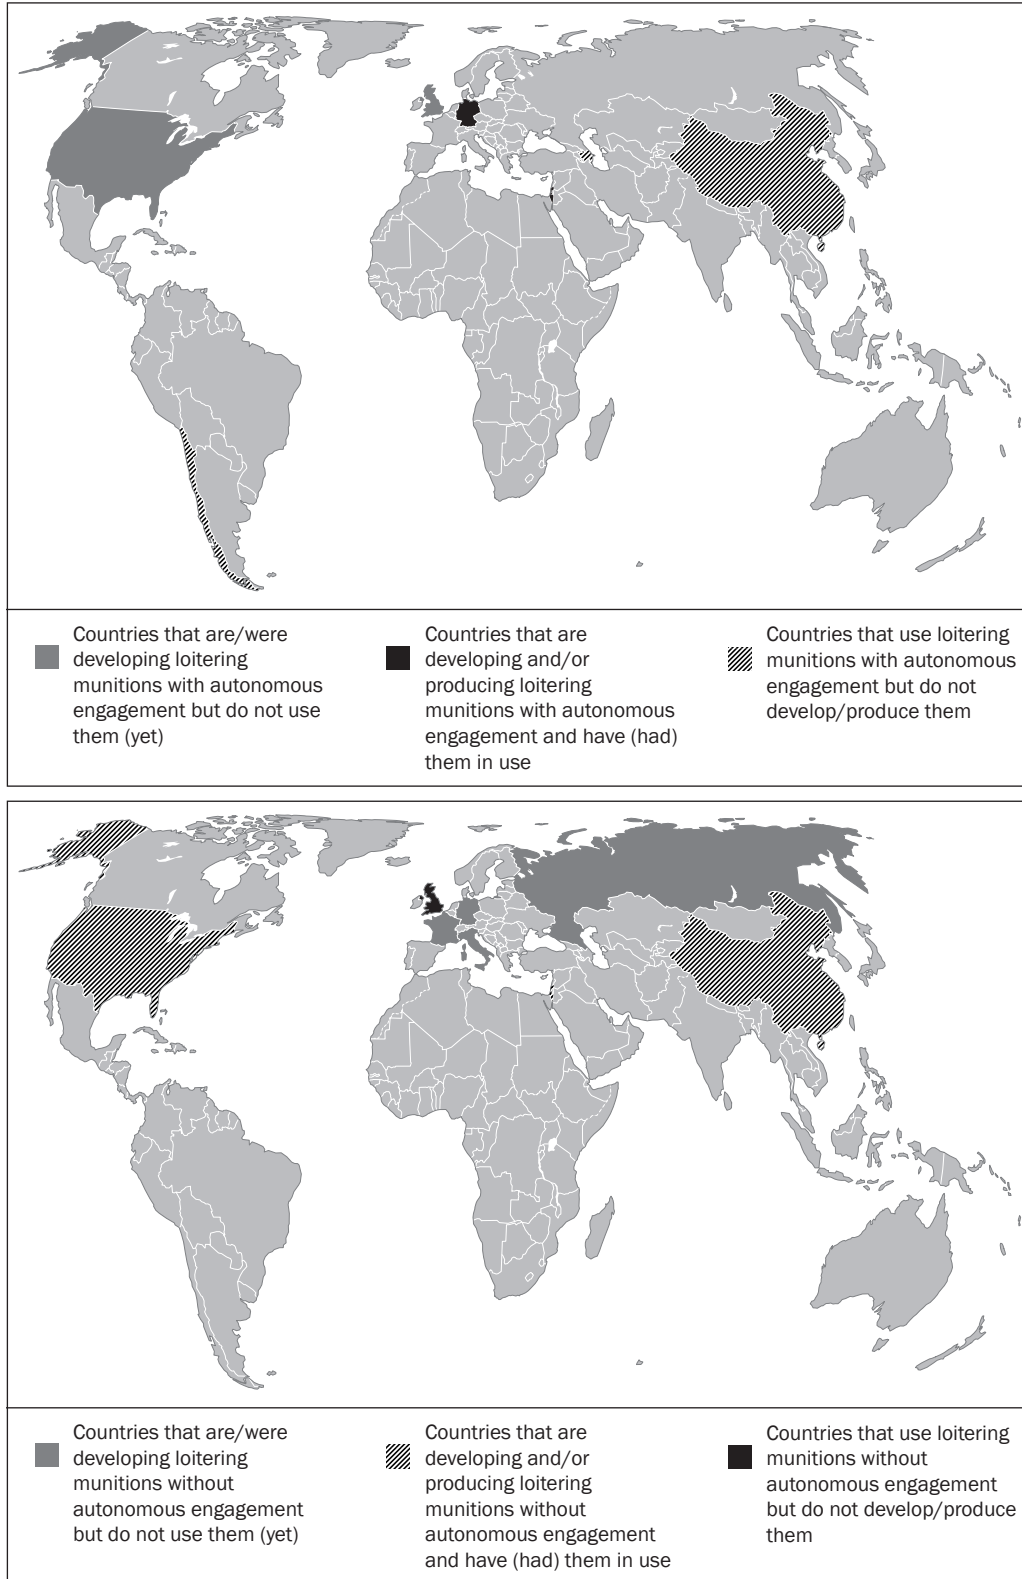 Countries that are/were
developing loitering
munitions with autonomous
engagement but do not use
them (yet)
Countries that are
developing and/or
producing loitering
munitions with autonomous
engagement and have (had)
them in use
Countries that use loitering
munitions with autonomous
engagement but do not
develop/produce them
Countries that are/were
developing loitering
munitions without
autonomous engagement
but do not use them (yet)
Countries that are
developing and/or
producing loitering
munitions without
autonomous engagement
and have (had) them in use
Countries that use loitering
munitions without
autonomous engagement
but do not develop/produce
them